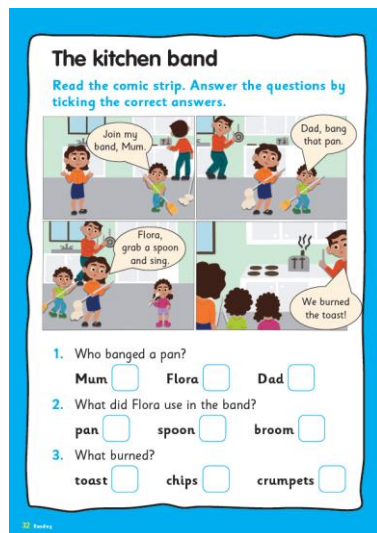 The kitchen band
Read the comic strip. Answer the questions by
ticking the correct answers.
Join my
band, Mum.
Dad, bang
that pan.
Flora,
grab a spoon
and sing.
We burned
the toast!
1. Who banged a pan?
Mum Flora Dad
2. What did Flora use in the band?
pan spoon broom
3. What burned?
toast chips crumpets
32 Reading